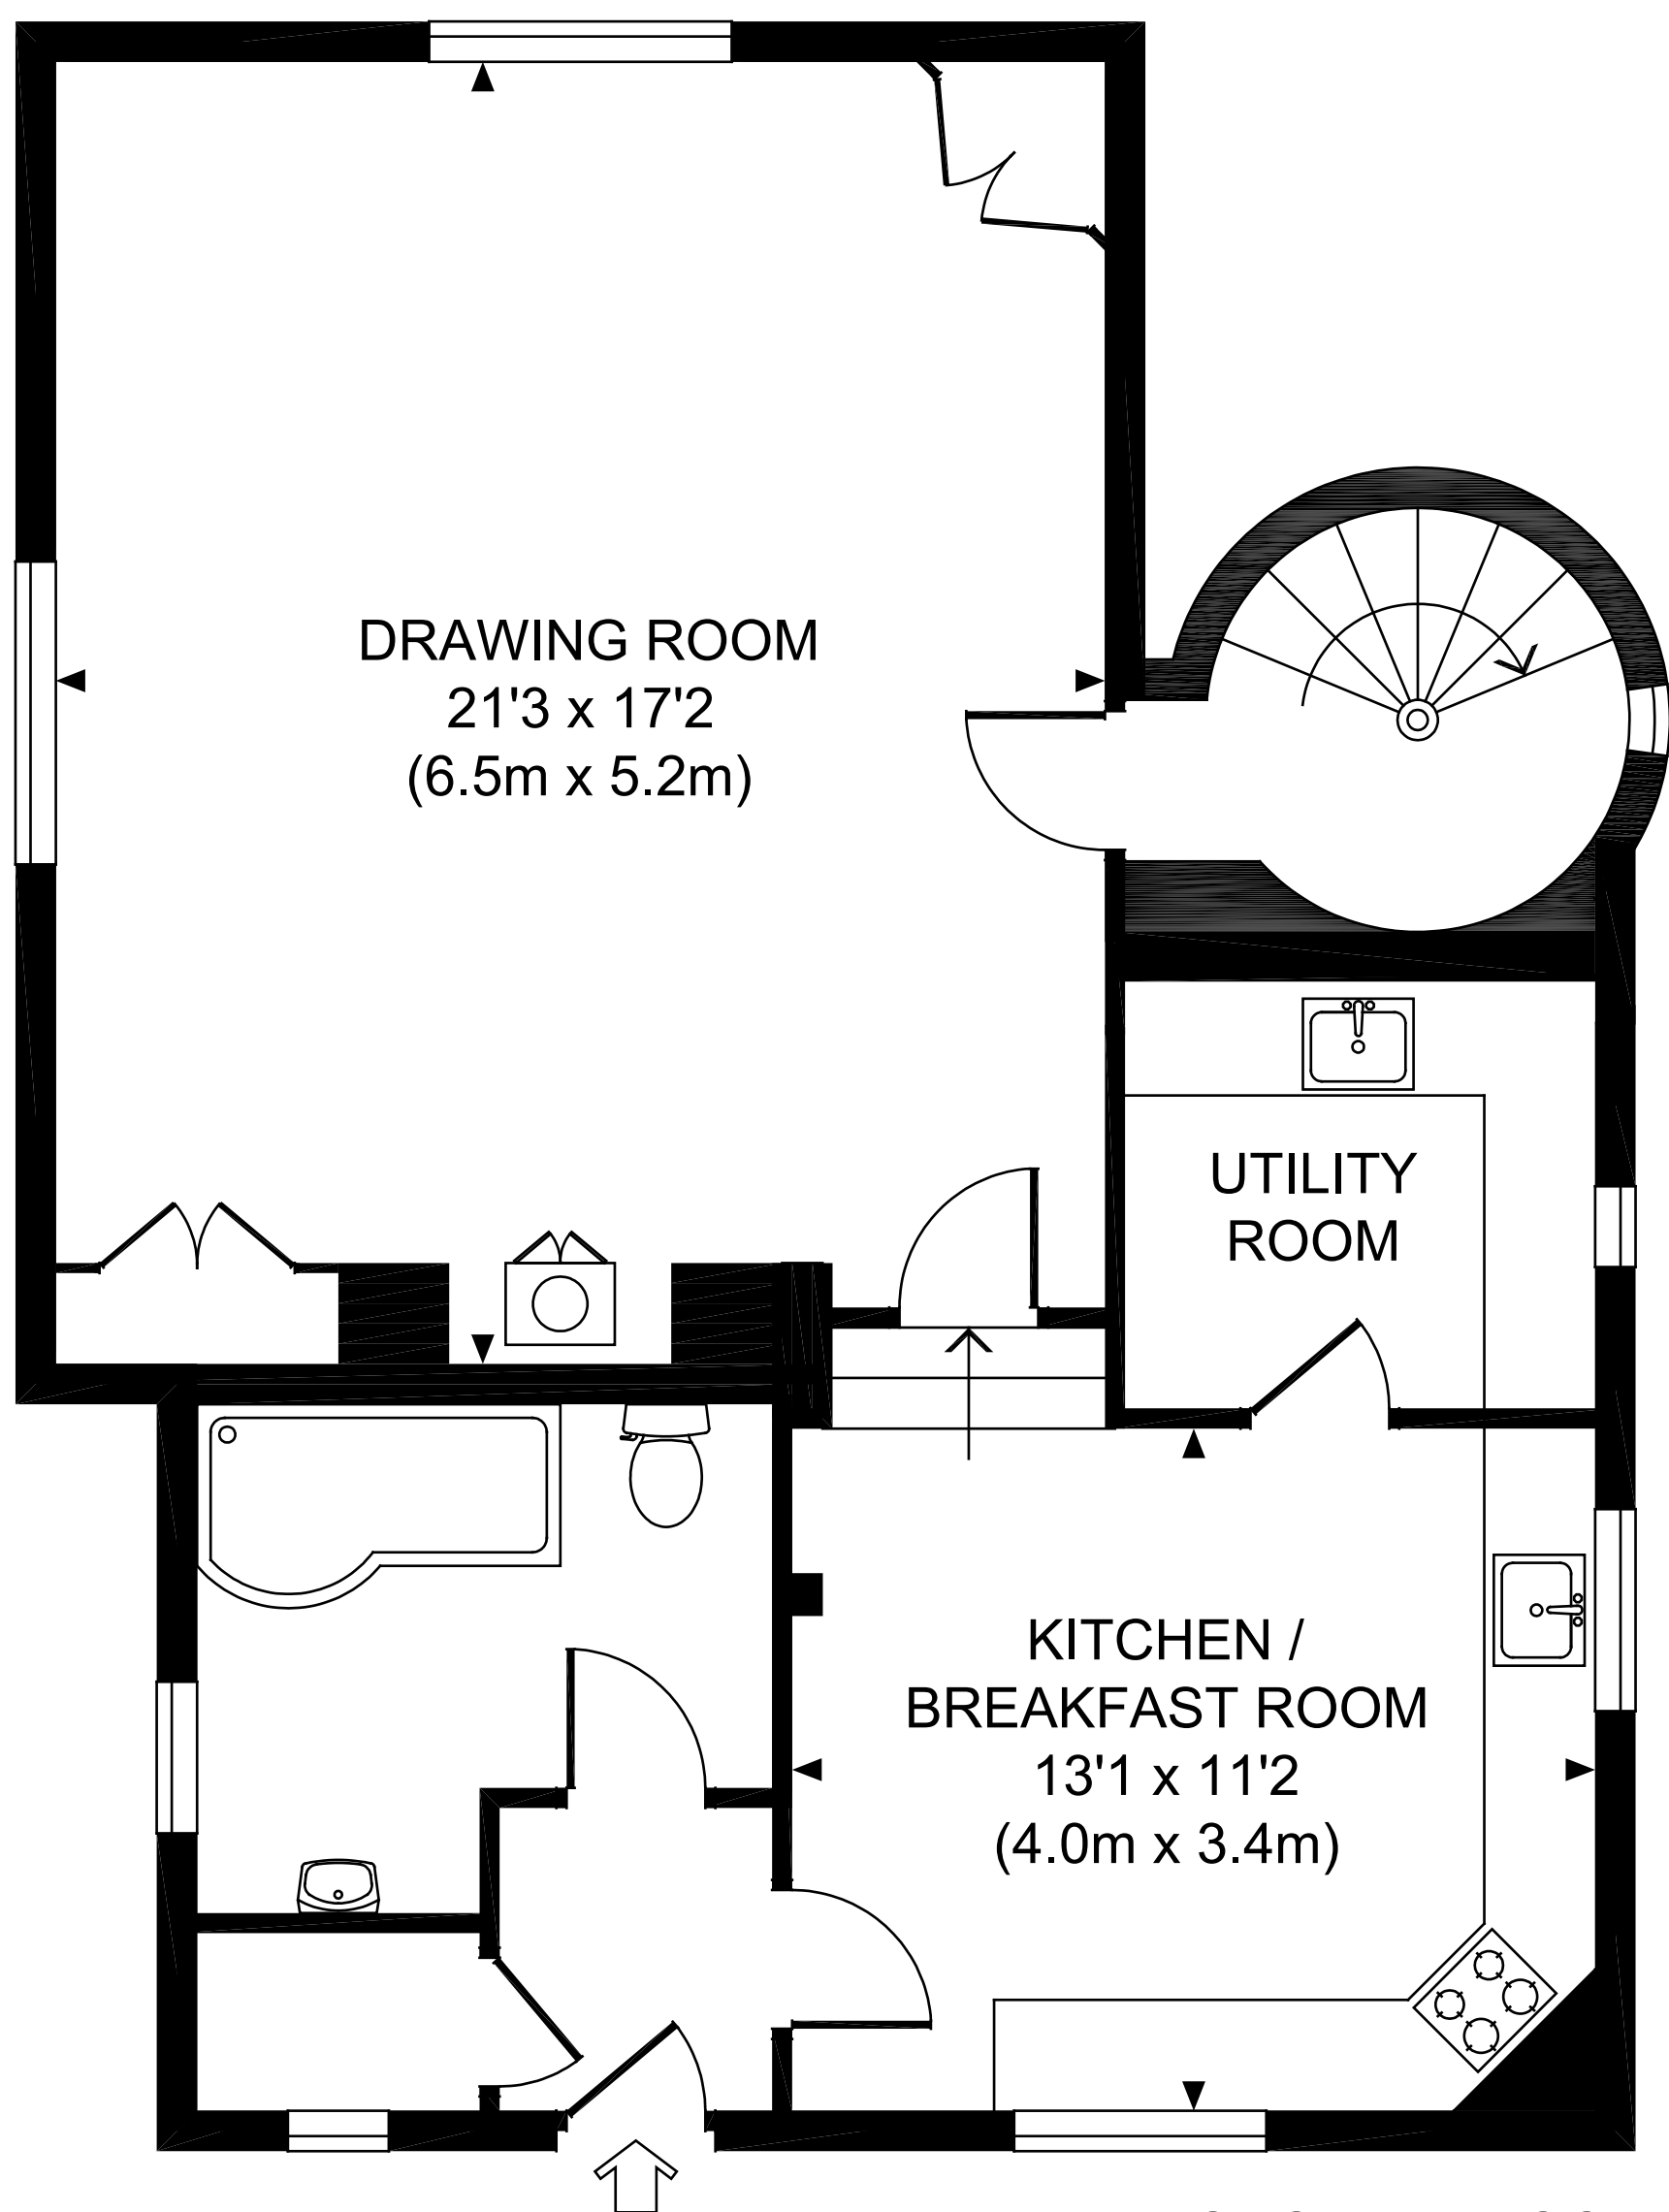 DRAWING ROOM
21'3 x 17'2
(6.5m x 5.2m)
UTILITY
ROOM
KITCHEN /
BREAKFAST ROOM
13'1 x 11'2
(4.0m x 3.4m)